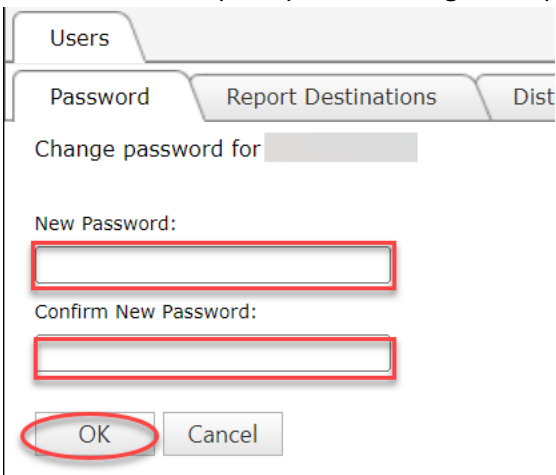 Users
Password Report Destinations Dist
Change password for
New Password:
Confirm New Password:
OK Cancel